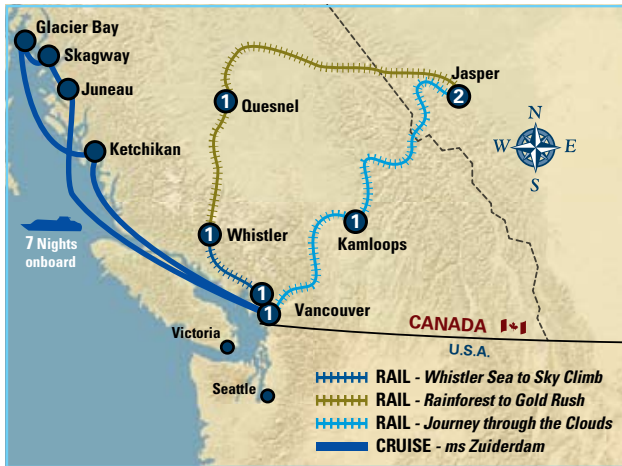 Glacier Bay
Skagway
Juneau
Jasper
2
1
Quesnel
N
W E
S
Ketchikan
7 Nights
onboard
1
Whistler
1
Kamloops
1
1
Vancouver
Victoria
CANADA
U.S.A.
Seattle
RAIL - Whistler Sea to Sky Climb
RAIL - Rainforest to Gold Rush
RAIL - Journey through the Clouds
CRUISE - ms Zuiderdam